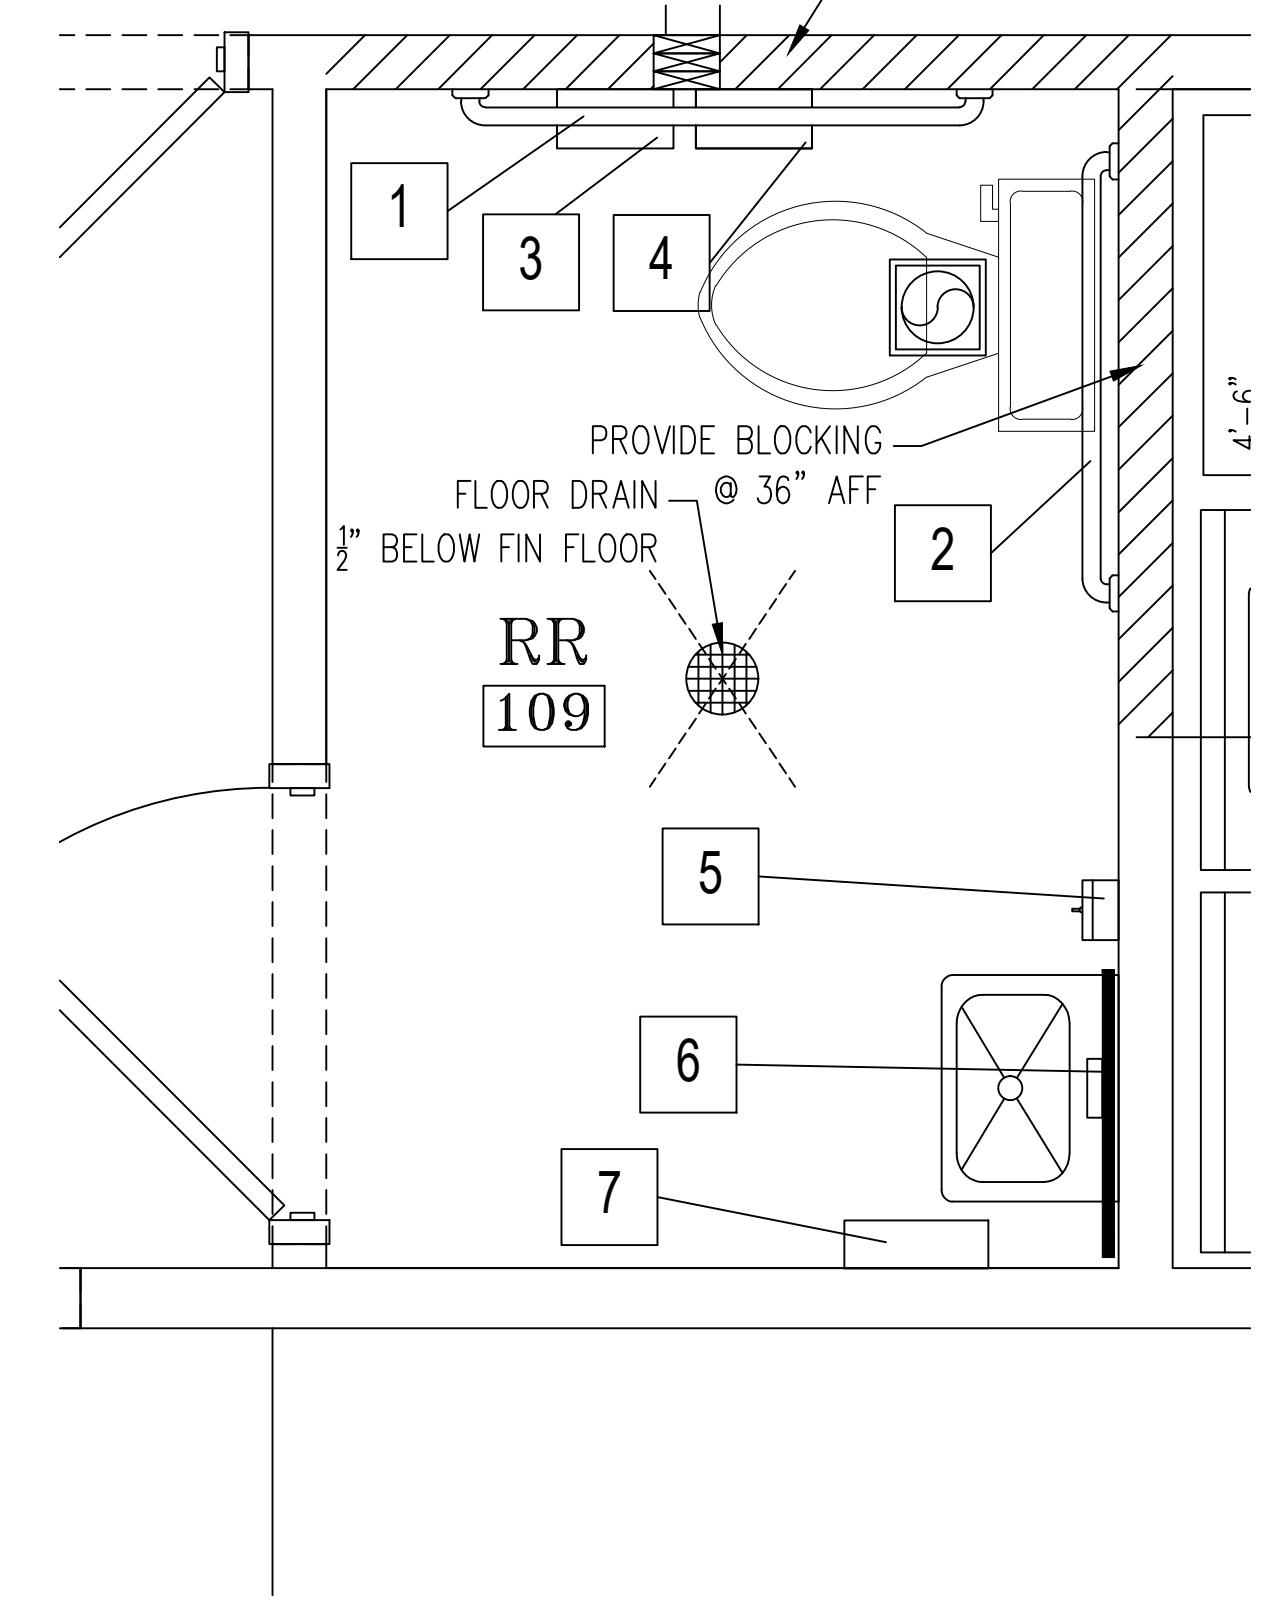 1
3
4
4'-6"
PROVIDE BLOCKING
@ 36" AFF
FLOOR DRAIN
1/2" BELOW FIN FLOOR
2
RR
109
5
6
7